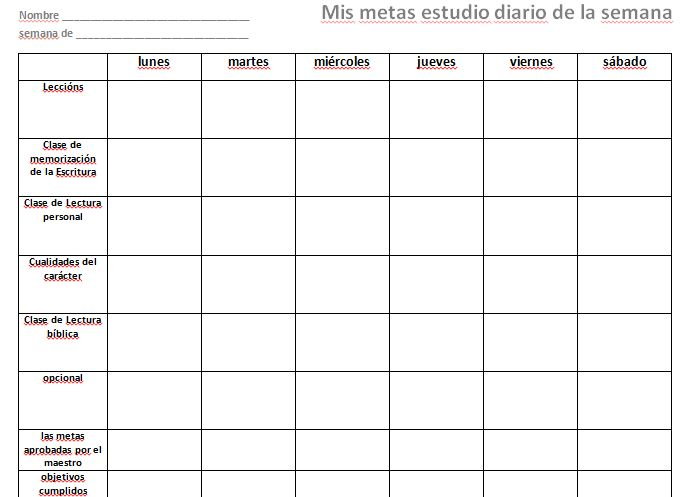 Nombre ________________________________
Mis metas estudio diario de la semana
semana de _____________________________
lunes martes miércoles jueves viernes sábado
Leccións
Clase de
memorización
de la Escritura
Clase de Lectura
personal
Cualidades del
carácter
Clase de Lectura
bíblica
opcional
las metas
aprobadas por el
maestro
objetivos
cumplidos